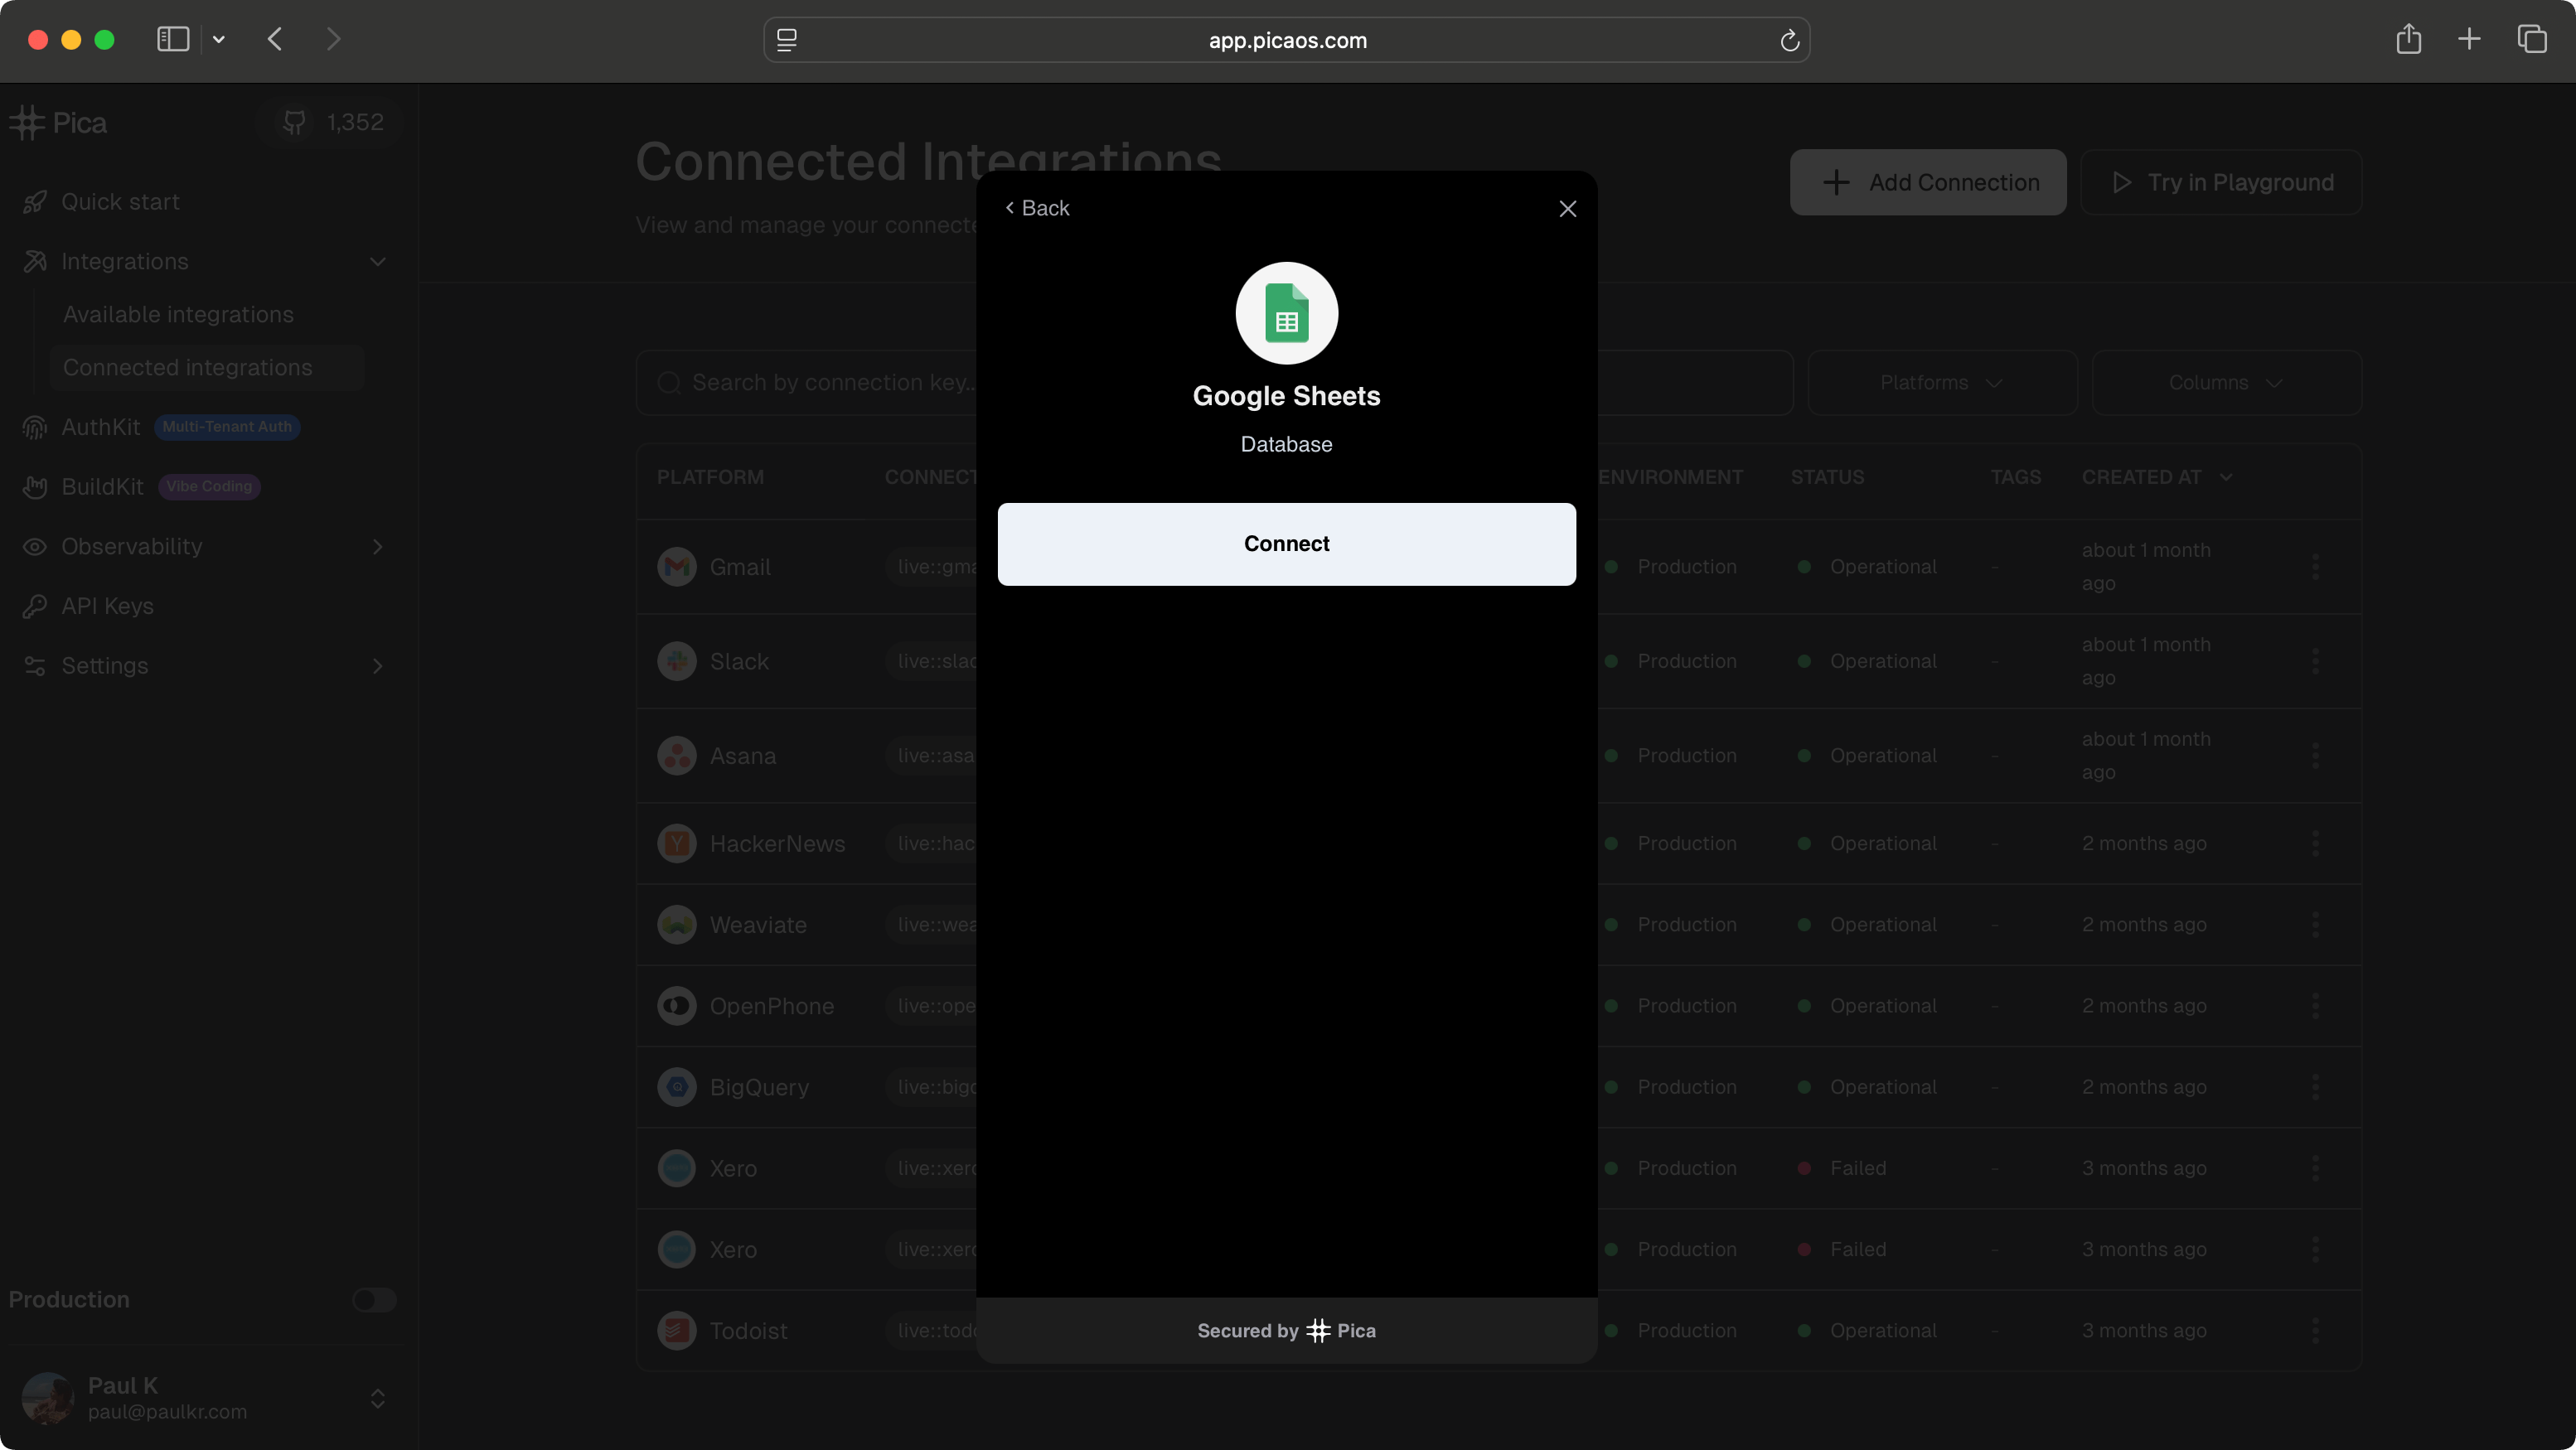 app.picaos.com
Pica
1,352
Quick start
Integrations
Available integrations
Connected integrations
AuthKit Multi-Tenant Auth
BuildKit Vibe Coding
Observability
API Keys
Settings
Production
Paul K
paul@paulkr.com
Connected Integrations
View and manage your connecte
Add Connection
Try in Playground
Search by connection key...
Platforms
Columns
PLATFORM CONNECT ENVIRONMENT STATUS TAGS CREATED AT
Gmail live::gma Production Operational - about 1 month
ago
Slack live::slac Production Operational - about 1 month
ago
Asana live::asa Production Operational - about 1 month
ago
HackerNews live::hac Production Operational - 2 months ago
Weaviate live::wea Production Operational - 2 months ago
OpenPhone live::ope Production Operational - 2 months ago
BigQuery live::bigq Production Operational - 2 months ago
Xero live::xero Production Failed - 3 months ago
Xero live::xero Production Failed - 3 months ago
Todoist live::todo Production Operational - 3 months ago
Back
Google Sheets
Database
Connect
Secured by Pica